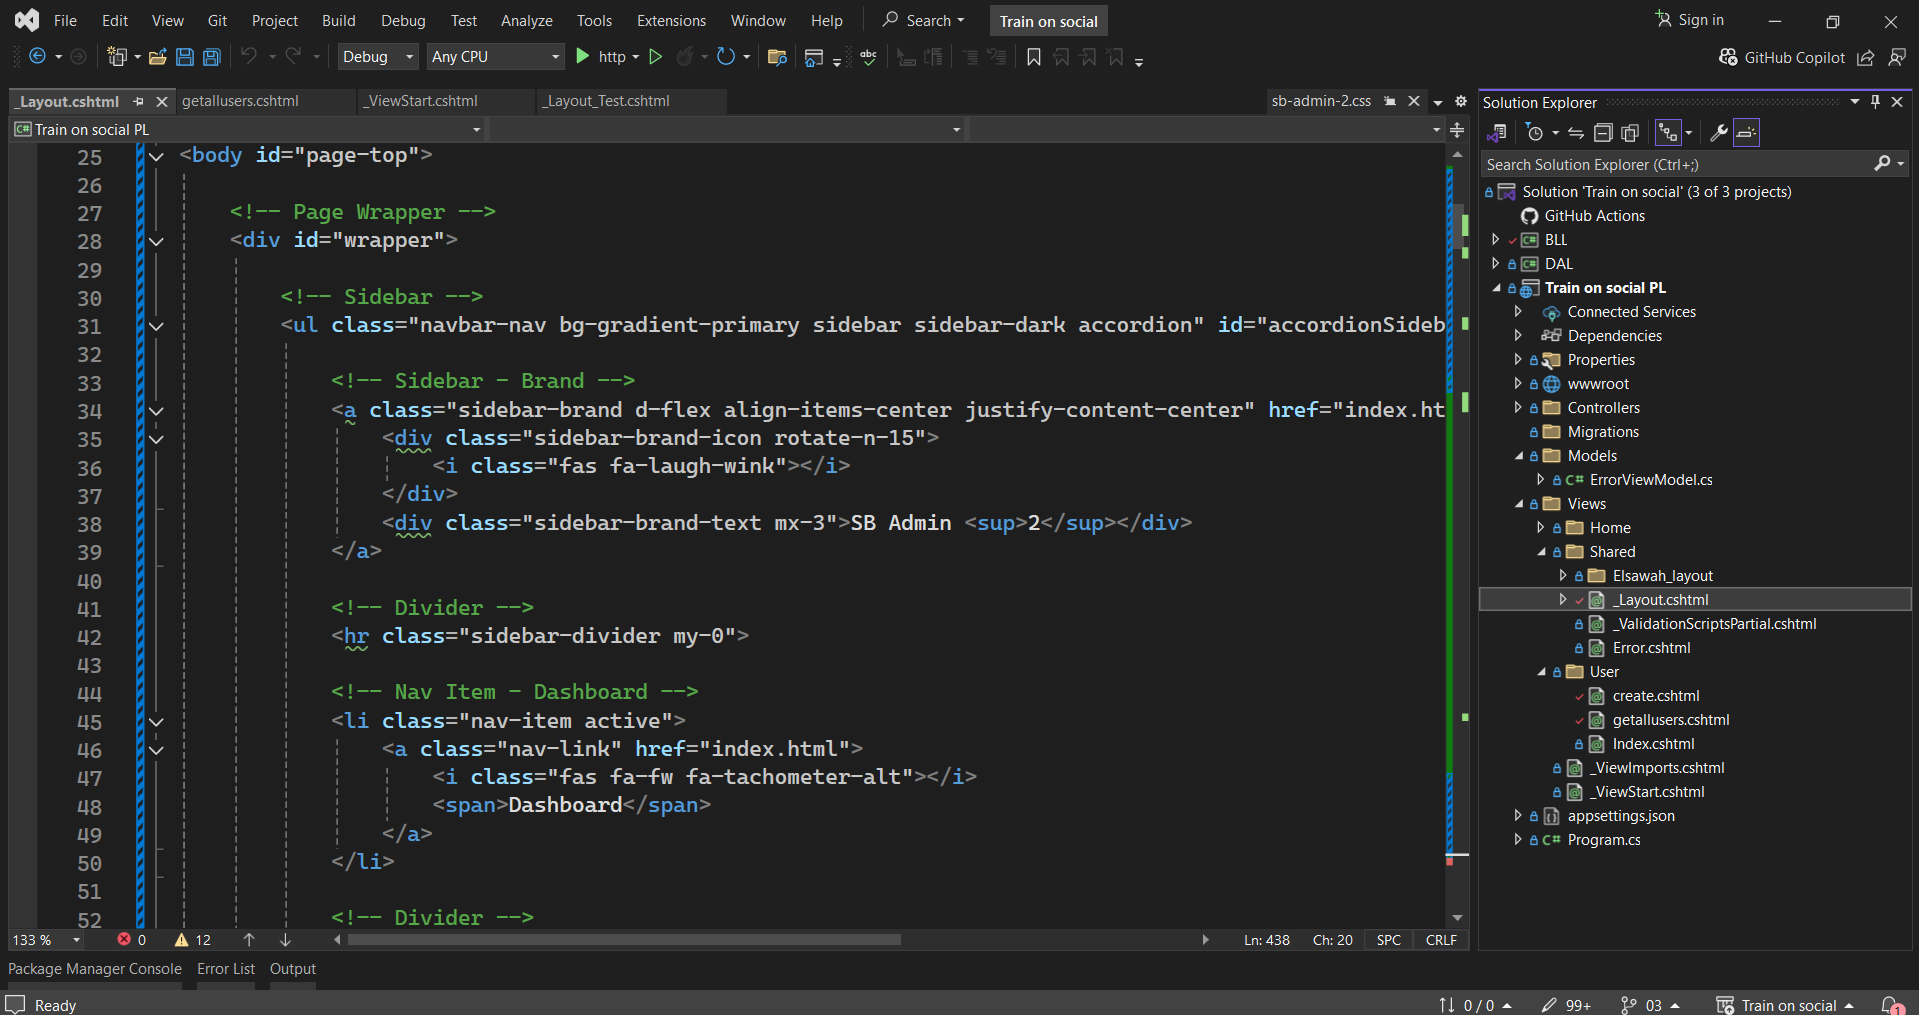 File Edit View Git Project Build Debug Test Analyze Tools Extensions Window Help Search Train on social Sign in
Debug Any CPU http abc GitHub Copilot
_Layout.cshtml getallusers.cshtml _ViewStart.cshtml _Layout_Test.cshtml sb-admin-2.css
Train on social PL
25 <body id="page-top">
26
27 <!-- Page Wrapper -->
28 <div id="wrapper">
29
30 <!-- Sidebar -->
31 <ul class="navbar-nav bg-gradient-primary sidebar sidebar-dark accordion" id="accordionSideb
32
33 <!-- Sidebar - Brand -->
34 <a class="sidebar-brand d-flex align-items-center justify-content-center" href="index.ht
35 <div class="sidebar-brand-icon rotate-n-15">
36 <i class="fas fa-laugh-wink"></i>
37 </div>
38 <div class="sidebar-brand-text mx-3">SB Admin <sup>2</sup></div>
39 </a>
40
41 <!-- Divider -->
42 <hr class="sidebar-divider my-0">
43
44 <!-- Nav Item - Dashboard -->
45 <li class="nav-item active">
46 <a class="nav-link" href="index.html">
47 <i class="fas fa-fw fa-tachometer-alt"></i>
48 <span>Dashboard</span>
49 </a>
50 </li>
51
52 <!-- Divider -->
133 % 0 12 Ln: 438 Ch: 20 SPC CRLF
Solution Explorer
Search Solution Explorer (Ctrl+;)
Solution 'Train on social' (3 of 3 projects)
GitHub Actions
C# BLL
C# DAL
Train on social PL
Connected Services
Dependencies
Properties
wwwroot
Controllers
Migrations
Models
C# ErrorViewModel.cs
Views
Home
Shared
Elsawah_layout
_Layout.cshtml
_ValidationScriptsPartial.cshtml
Error.cshtml
User
create.cshtml
getallusers.cshtml
Index.cshtml
_ViewImports.cshtml
_ViewStart.cshtml
appsettings.json
C# Program.cs
Package Manager Console Error List Output
Ready 0 / 0 99+ 03 Train on social 1